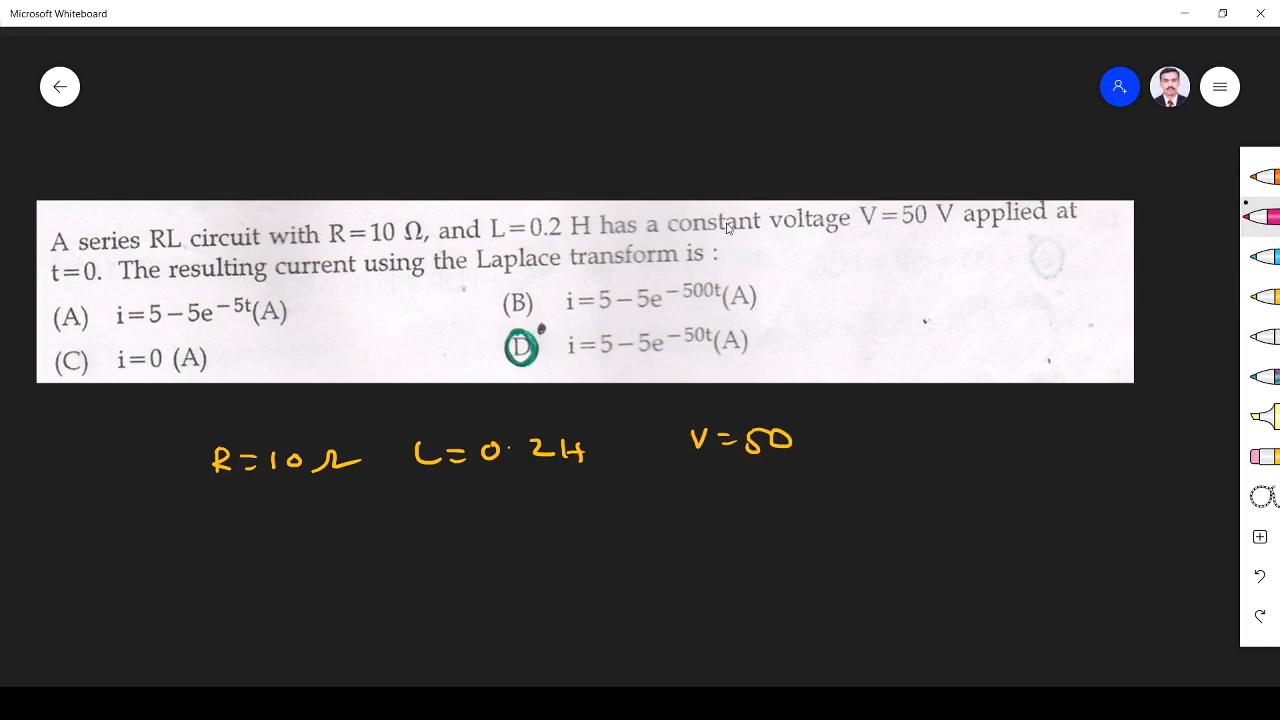 Microsoft Whiteboard
A series RL circuit with R=10 Ω, and L=0.2 H has a constant voltage V=50 V applied at
t=0. The resulting current using the Laplace transform is :
(A) i=5−5e^−5t(A) (B) i=5−5e^−500t(A)
(C) i=0 (A) D i=5−5e^−50t(A)
R=10Ω L=0.2H V=50